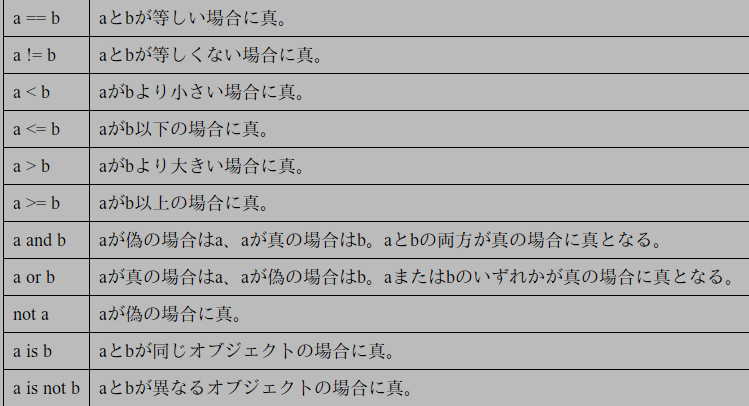 a == b aとbが等しい場合に真。
a != b aとbが等しくない場合に真。
a < b aがbより小さい場合に真。
a <= b aがb以下の場合に真。
a > b aがbより大きい場合に真。
a >= b aがb以上の場合に真。
a and b aが偽の場合はa、aが真の場合はb。aとbの両方が真の場合に真となる。
a or b aが真の場合はa、aが偽の場合はb。aまたはbのいずれかが真の場合に真となる。
not a aが偽の場合に真。
a is b aとbが同じオブジェクトの場合に真。
a is not b aとbが異なるオブジェクトの場合に真。